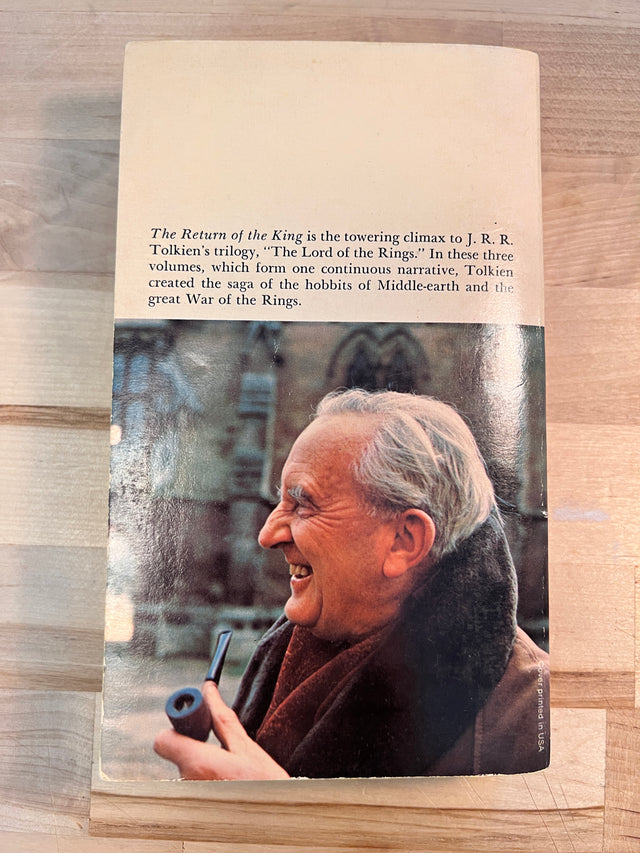 The Return of the King is the towering climax to J. R. R.
Tolkien's trilogy, "The Lord of the Rings." In these three
volumes, which form one continuous narrative, Tolkien
created the saga of the hobbits of Middle-earth and the
great War of the Rings.
Cover printed in USA